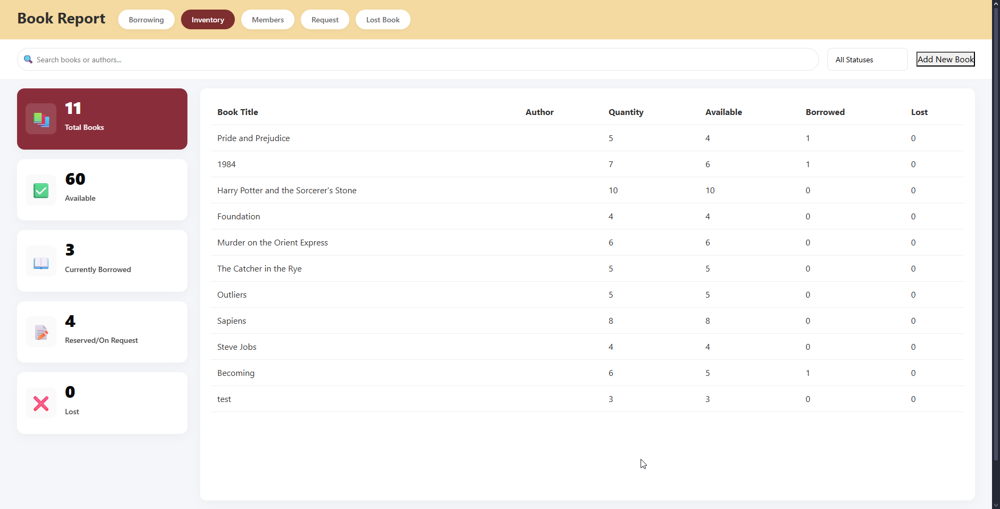 Book Report Borrowing Inventory Members Request Lost Book
Search books or authors... All Statuses Add New Book
11
Total Books
60
Available
3
Currently Borrowed
4
Reserved/On Request
0
Lost
Book Title Author Quantity Available Borrowed Lost
Pride and Prejudice 5 4 1 0
1984 7 6 1 0
Harry Potter and the Sorcerer's Stone 10 10 0 0
Foundation 4 4 0 0
Murder on the Orient Express 6 6 0 0
The Catcher in the Rye 5 5 0 0
Outliers 5 5 0 0
Sapiens 8 8 0 0
Steve Jobs 4 4 0 0
Becoming 6 5 1 0
test 3 3 0 0